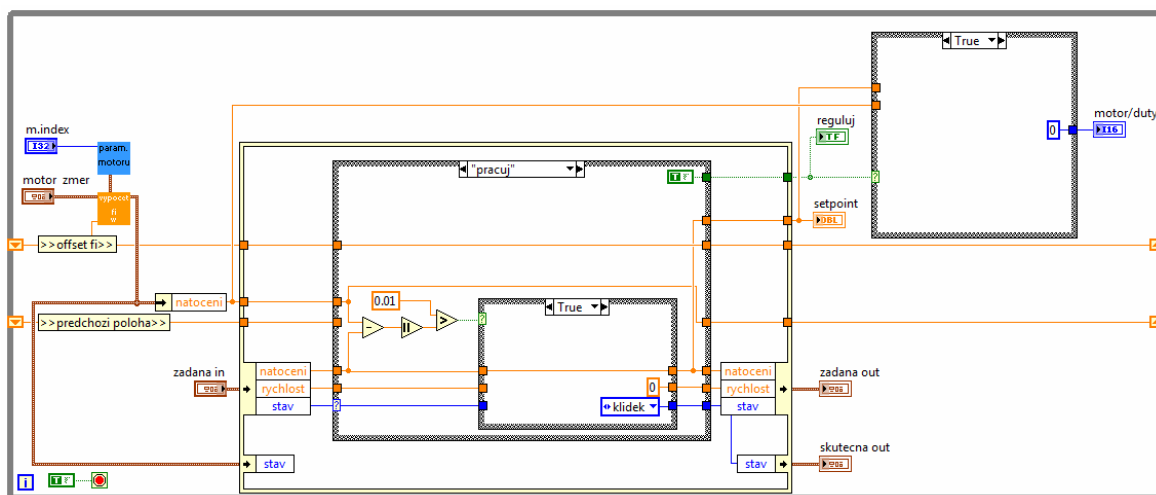 True
m.index
I32
param.
motoru
motor zmer
vypocet
fi
w
>>offset fi>>
natoceni
>>predchozi poloha>>
"pracuj"
T F
reguluj
TF
setpoint
DBL
0
motor/duty
I16
0.01
-
||
>
?
True
zadana in
natoceni
rychlost
stav
?
0
klidek
natoceni
rychlost
stav
zadana out
stav
stav
skutecna out
i
T F
?